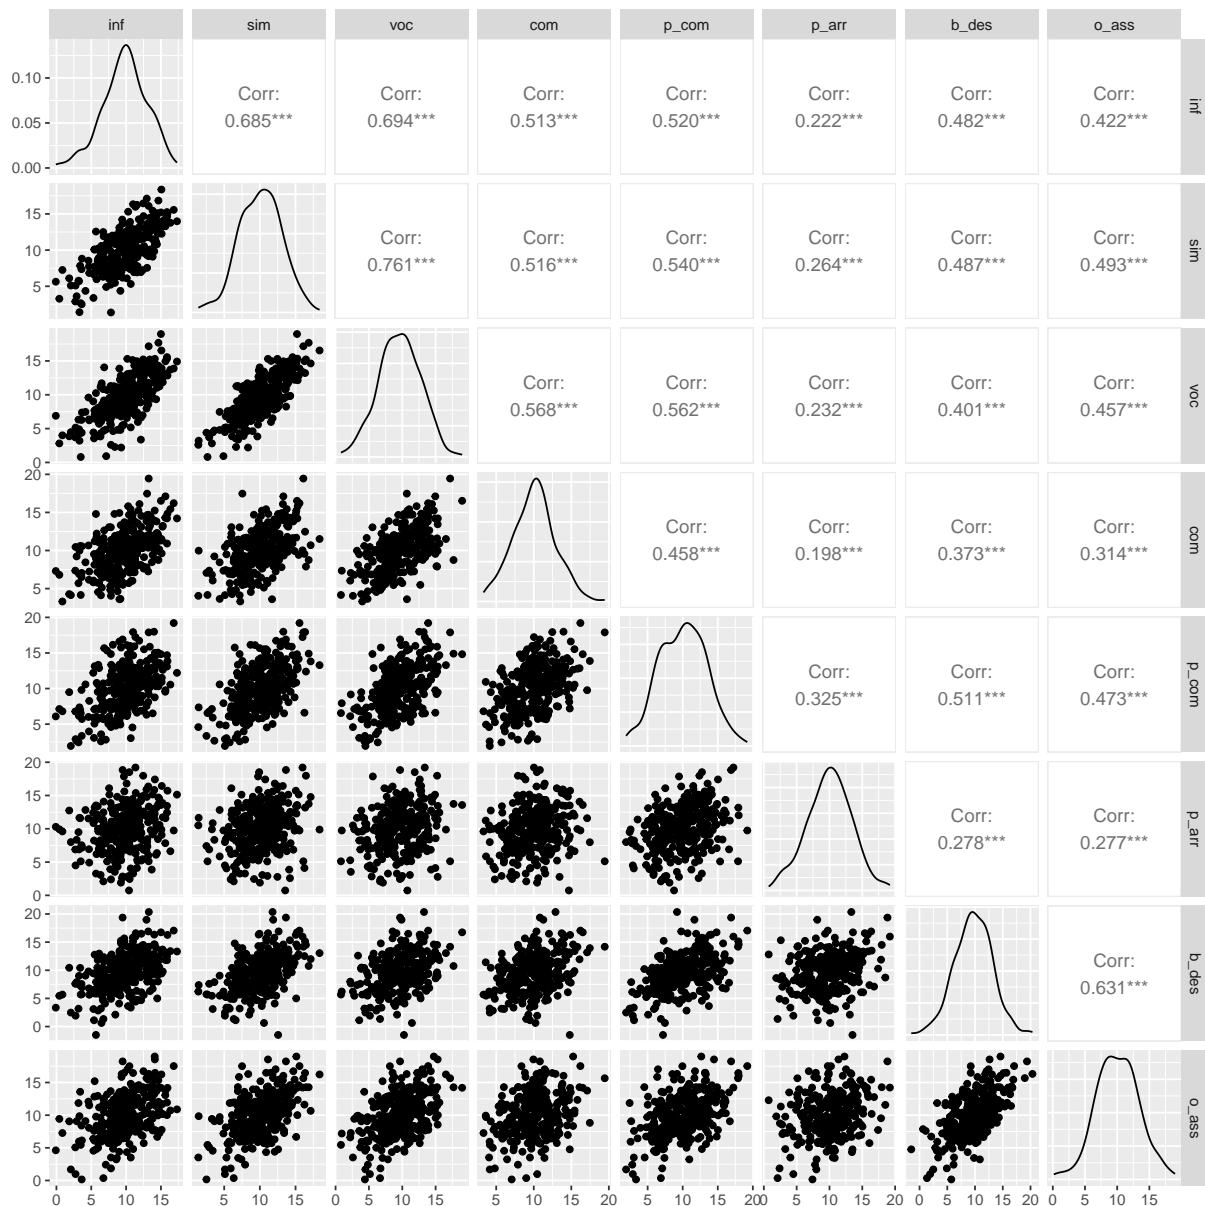 inf sim voc com p_com p_arr b_des o_ass
0.10
0.05
0.00
Corr: Corr: Corr: Corr: Corr: Corr: Corr:
0.685*** 0.694*** 0.513*** 0.520*** 0.222*** 0.482*** 0.422***
inf
15
10
5
Corr: Corr: Corr: Corr: Corr: Corr:
0.761*** 0.516*** 0.540*** 0.264*** 0.487*** 0.493***
sim
15
10
5
0
Corr: Corr: Corr: Corr: Corr:
0.568*** 0.562*** 0.232*** 0.401*** 0.457***
voc
20
15
10
5
Corr: Corr: Corr: Corr:
0.458*** 0.198*** 0.373*** 0.314***
com
20
15
10
5
Corr: Corr: Corr:
0.325*** 0.511*** 0.473***
p_com
20
15
10
5
0
Corr: Corr:
0.278*** 0.277***
p_arr
20
15
10
5
0
Corr:
0.631***
b_des
15
10
5
0
o_ass
0 5 10 15 5 10 15 0 5 10 15 5 10 15 20 5 10 15 20 0 5 10 15 20 0 5 10 15 20 0 5 10 15